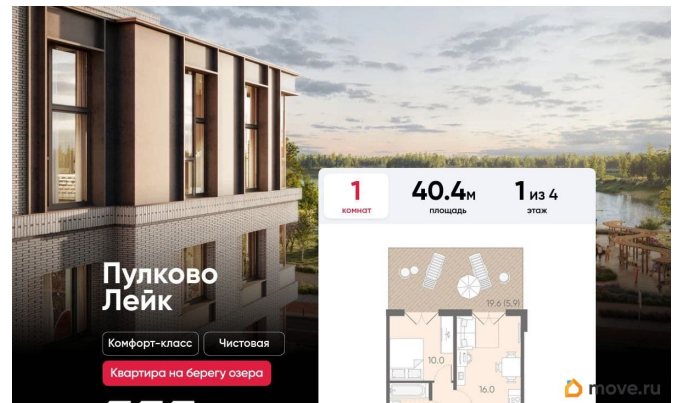 1
комнат
40.4м
площадь
1 из 4
этаж
Пулково
Лейк
Комфорт-класс
Чистовая
Квартира на берегу озера
19.6 (5.9)
10.0
16.0
move.ru